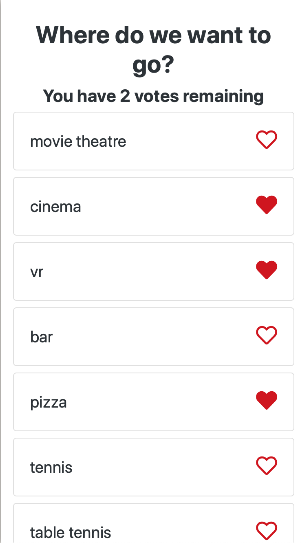 Where do we want to
go?
You have 2 votes remaining
movie theatre
cinema
vr
bar
pizza
tennis
table tennis